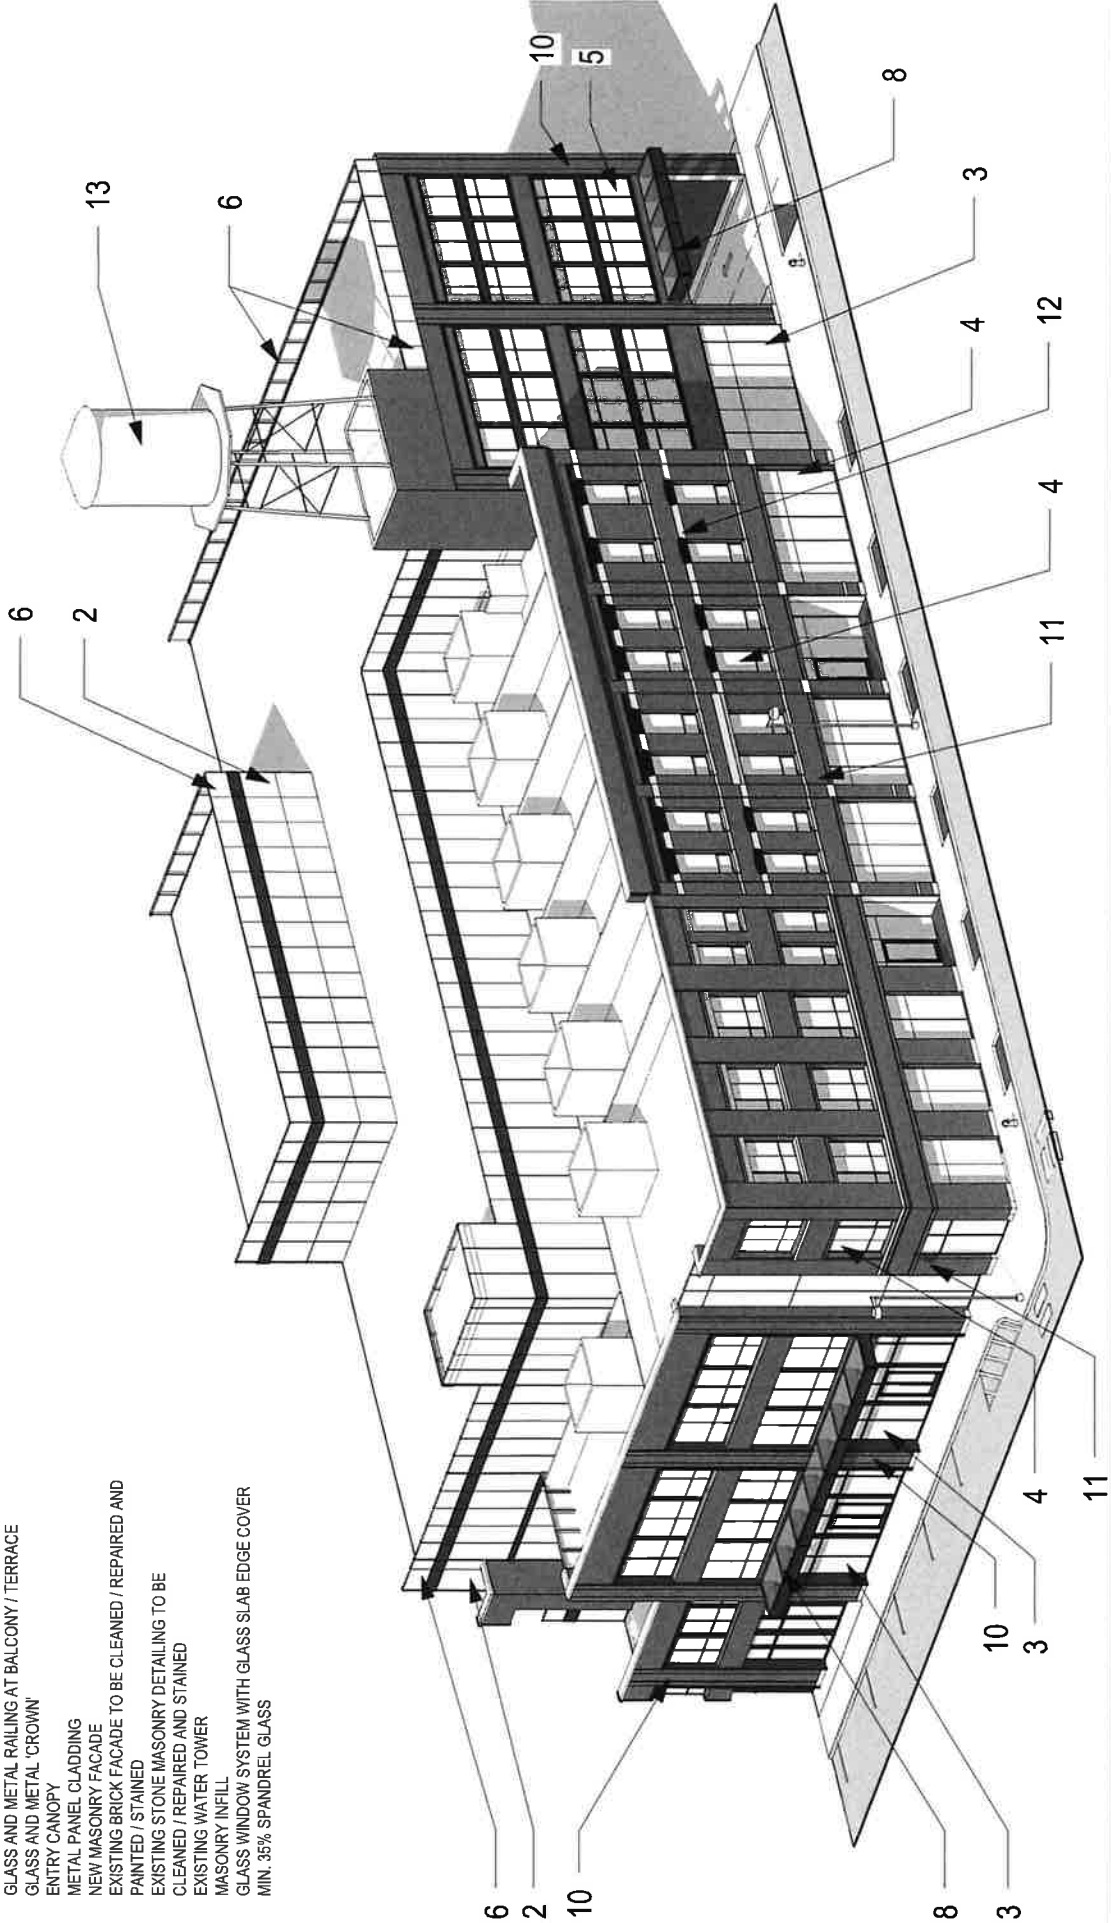 GLASS AND METAL RAILING AT BALCONY / TERRACE
GLASS AND METAL 'CROWN'
ENTRY CANOPY
METAL PANEL CLADDING
NEW MASONRY FACADE
EXISTING BRICK FACADE TO BE CLEANED / REPAIRED AND
PAINTED / STAINED
EXISTING STONE MASONRY DETAILING TO BE
CLEANED / REPAIRED AND STAINED
EXISTING WATER TOWER
MASONRY INFILL
GLASS WINDOW SYSTEM WITH GLASS SLAB EDGE COVER
MIN. 35% SPANDREL GLASS
6
2
13
6
10
5
8
3
4
12
4
11
4
11
10
3
6
2
10
8
3